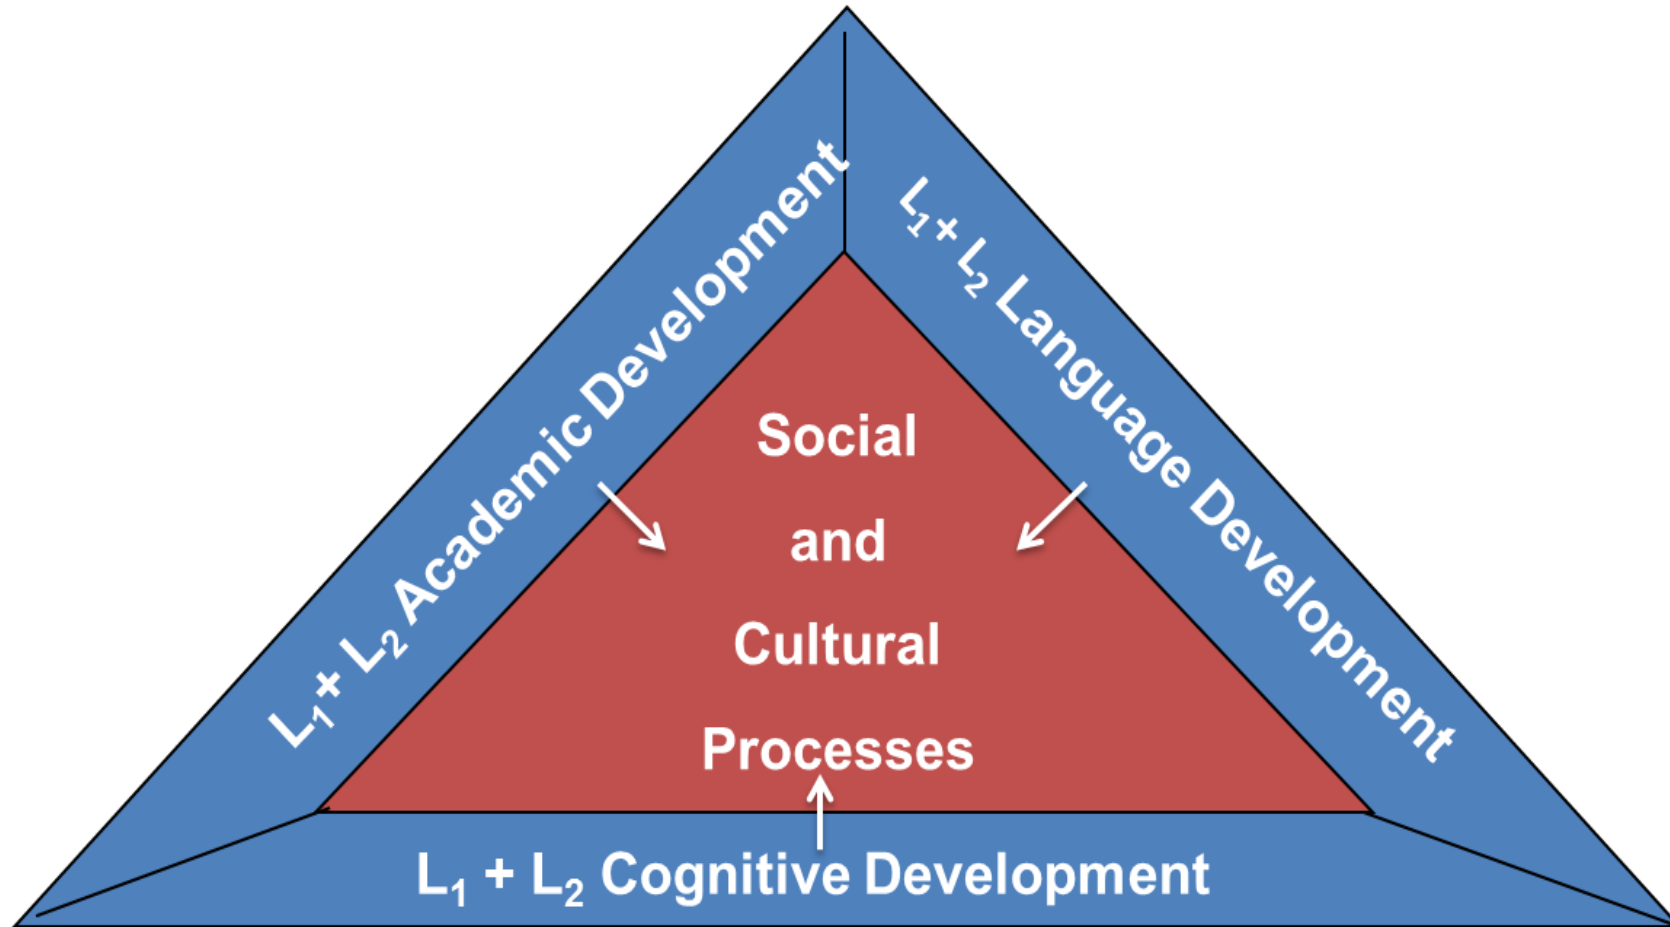 L₁ + L₂ Academic Development
L₁ + L₂ Language Development
Social
and
Cultural
Processes
L₁ + L₂ Cognitive Development